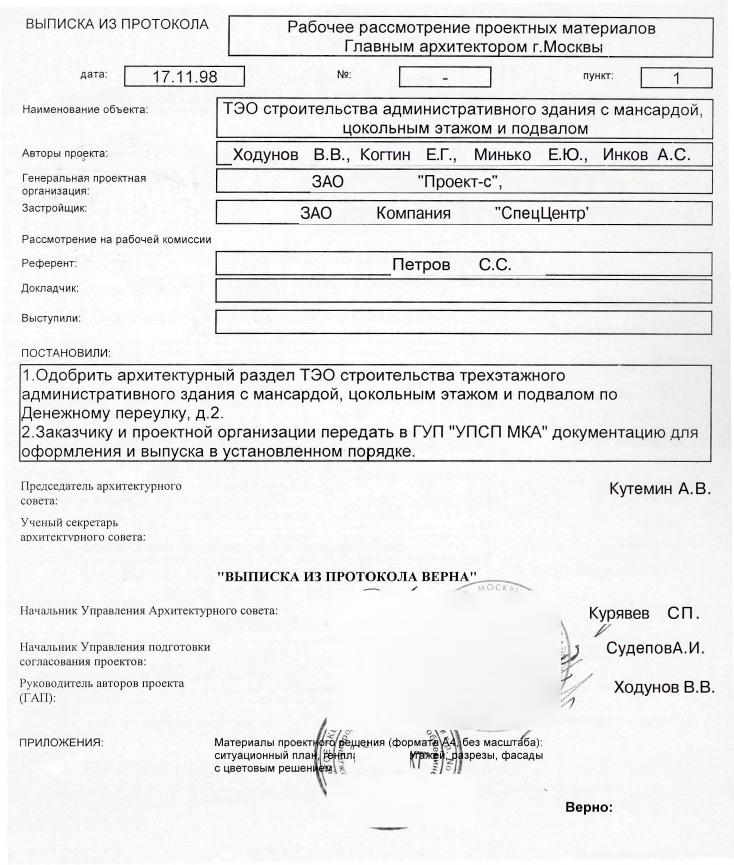 ВЫПИСКА ИЗ ПРОТОКОЛА
Рабочее рассмотрение проектных материалов
Главным архитектором г.Москвы
дата: 17.11.98 №: - пункт: 1
Наименование объекта: ТЭО строительства административного здания с мансардой,
цокольным этажом и подвалом
Авторы проекта: Ходунов В.В., Когтин Е.Г., Минько Е.Ю., Инков А.С.
Генеральная проектная
организация: ЗАО "Проект-с",
Застройщик: ЗАО Компания "СпецЦентр'
Рассмотрение на рабочей комиссии
Референт: Петров С.С.
Докладчик:
Выступили:
ПОСТАНОВИЛИ:
1.Одобрить архитектурный раздел ТЭО строительства трехэтажного
административного здания с мансардой, цокольным этажом и подвалом по
Денежному переулку, д.2.
2.Заказчику и проектной организации передать в ГУП "УПСП МКА" документацию для
оформления и выпуска в установленном порядке.
Председатель архитектурного
совета: Кутемин А.В.
Ученый секретарь
архитектурного совета:
"ВЫПИСКА ИЗ ПРОТОКОЛА ВЕРНА"
МОСКВЫ
Начальник Управления Архитектурного совета: Курявев СП.
Начальник Управления подготовки
согласования проектов: СудеповА.И.
Руководитель авторов проекта
(ГАП): Ходунов В.В.
ПРИЛОЖЕНИЯ: Материалы проектного решения (формата А4, без масштаба):
ситуационный план, разрезы, фасады
с цветовым решением
Верно: